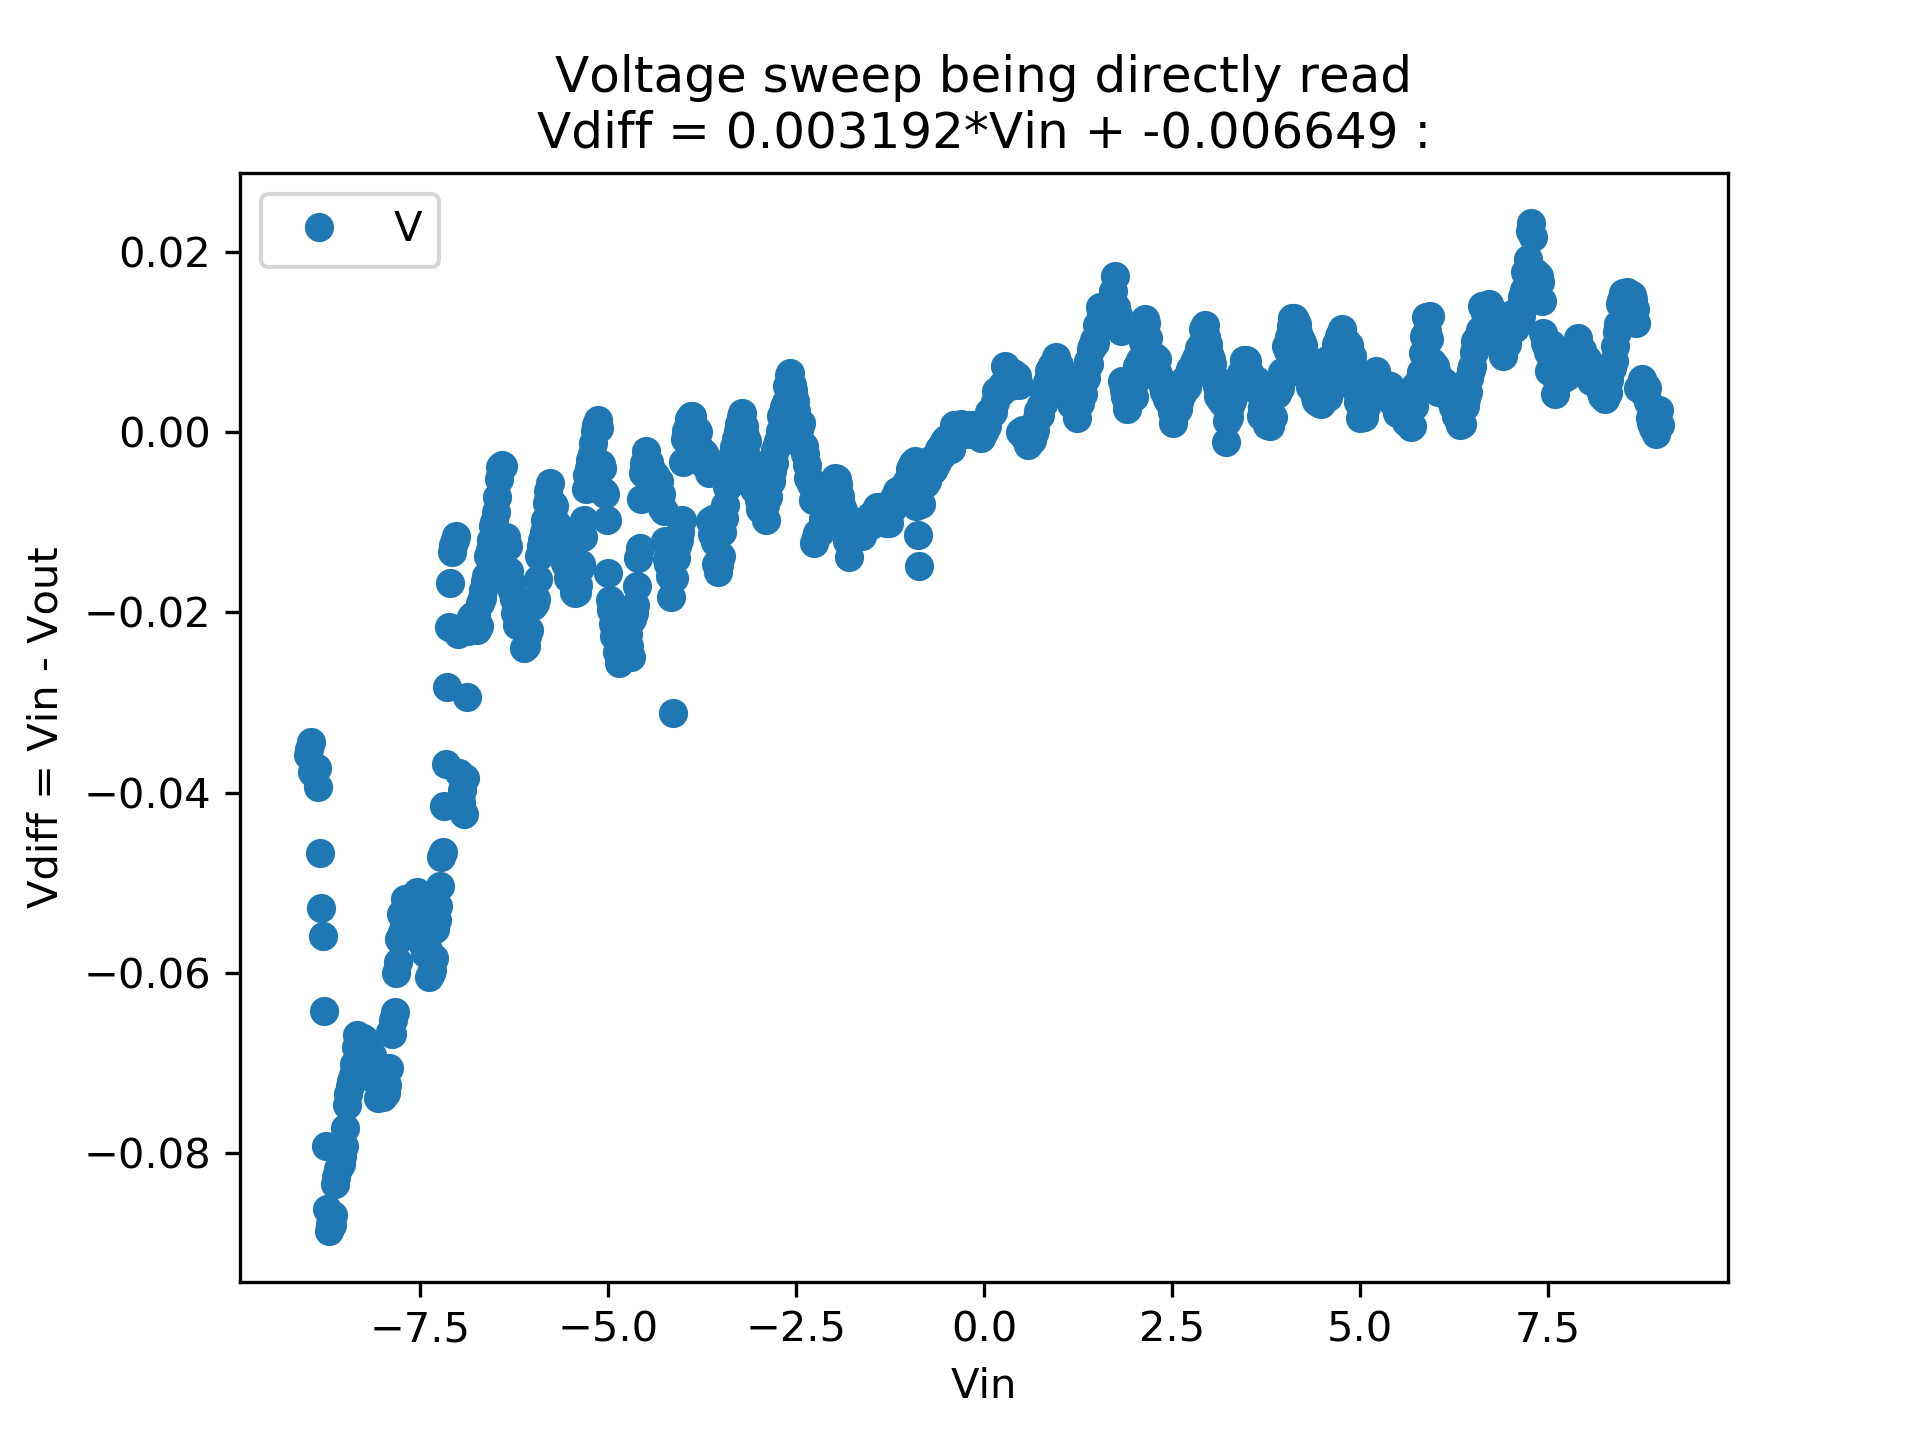 Voltage sweep being directly read
Vdiff = 0.003192*Vin + -0.006649 :
V
0.02
0.00
−0.02
−0.04
−0.06
−0.08
Vdiff = Vin - Vout
−7.5
−5.0
−2.5
0.0
2.5
5.0
7.5
Vin